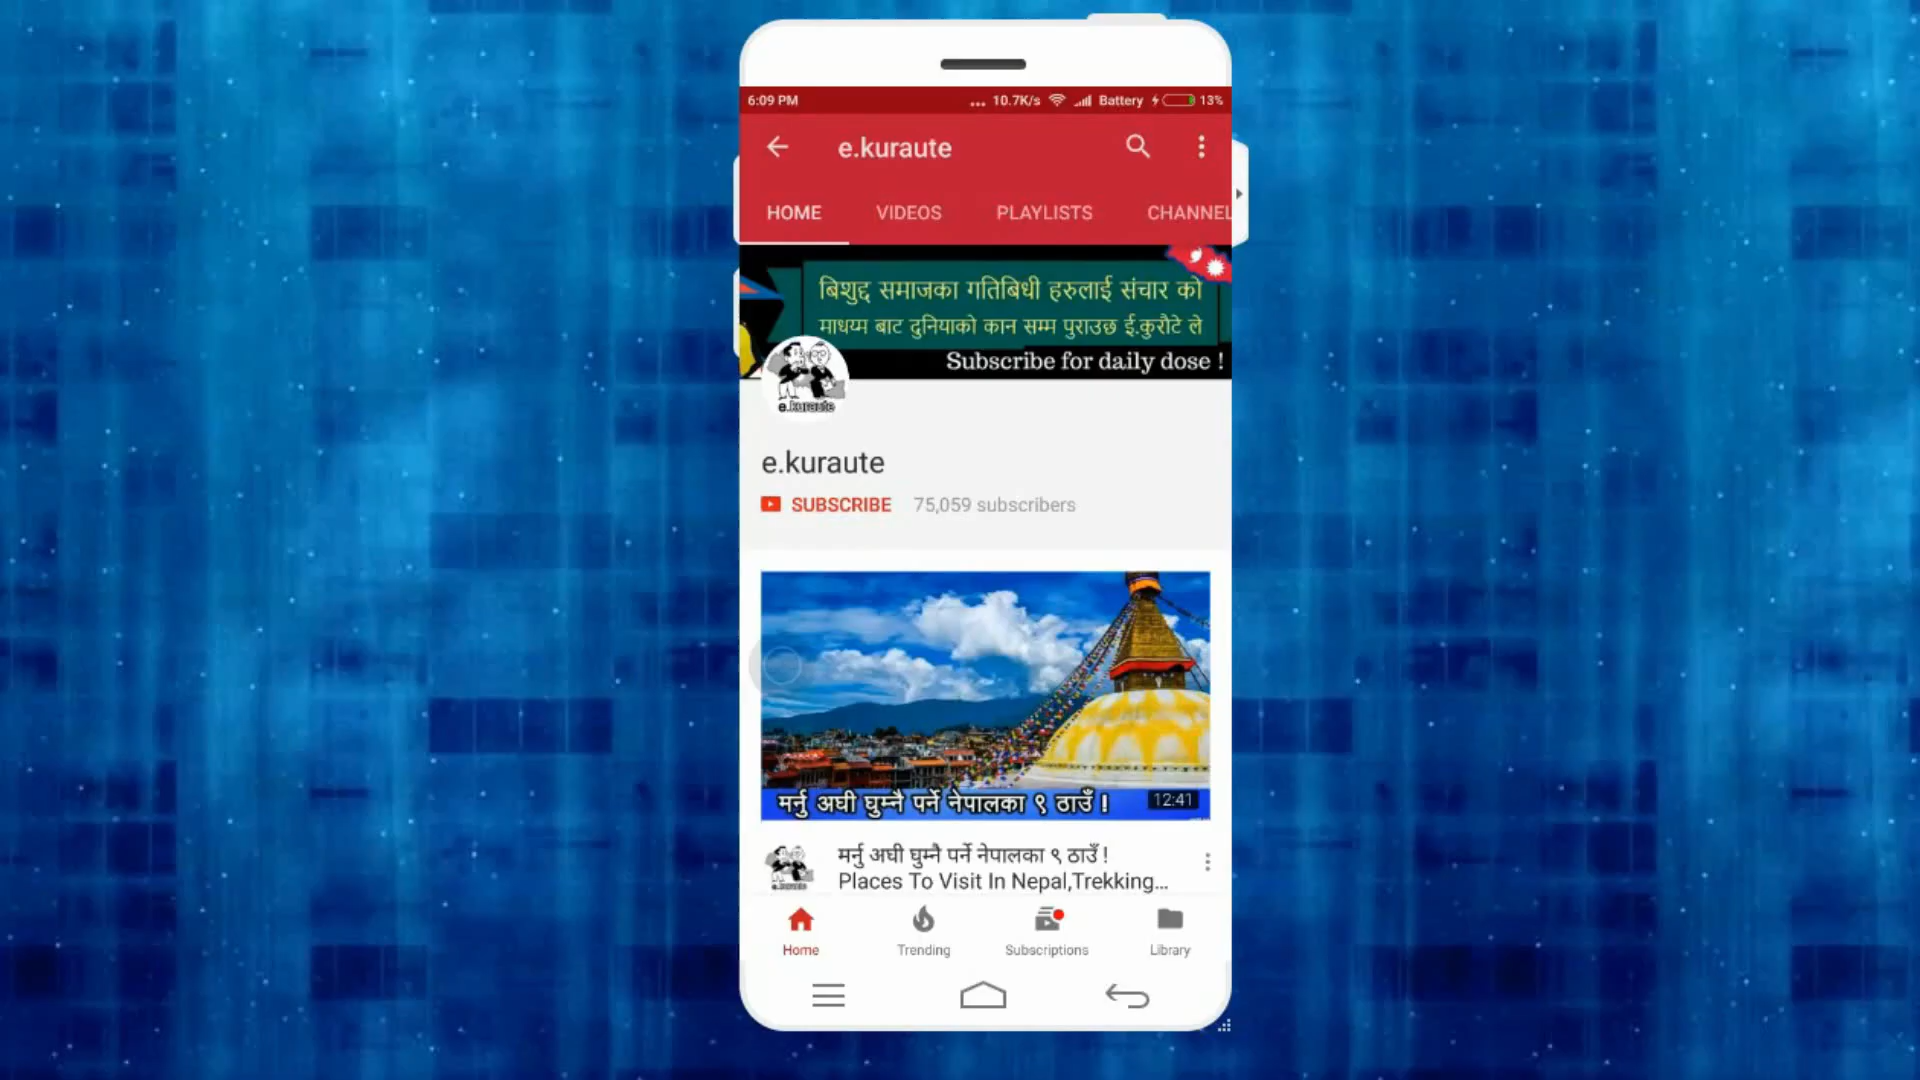 6:09 PM
... 10.7K/s Battery 13%
e.kuraute
HOME VIDEOS PLAYLISTS CHANNEL
बिशुद्द समाजका गतिबिधी हरुलाई संचार को
माधय्म बाट दुनियाको कान सम्म पुराउछ ई.कुरौटे ले
Subscribe for daily dose !
e.kuraute
e.kuraute
SUBSCRIBE 75,059 subscribers
मर्नु अघी घुम्नै पर्ने नेपालका ९ ठाउँ !
12:41
मर्नु अघी घुम्नै पर्ने नेपालका ९ ठाउँ !
Places To Visit In Nepal,Trekking...
e.kuraute
Home Trending Subscriptions Library